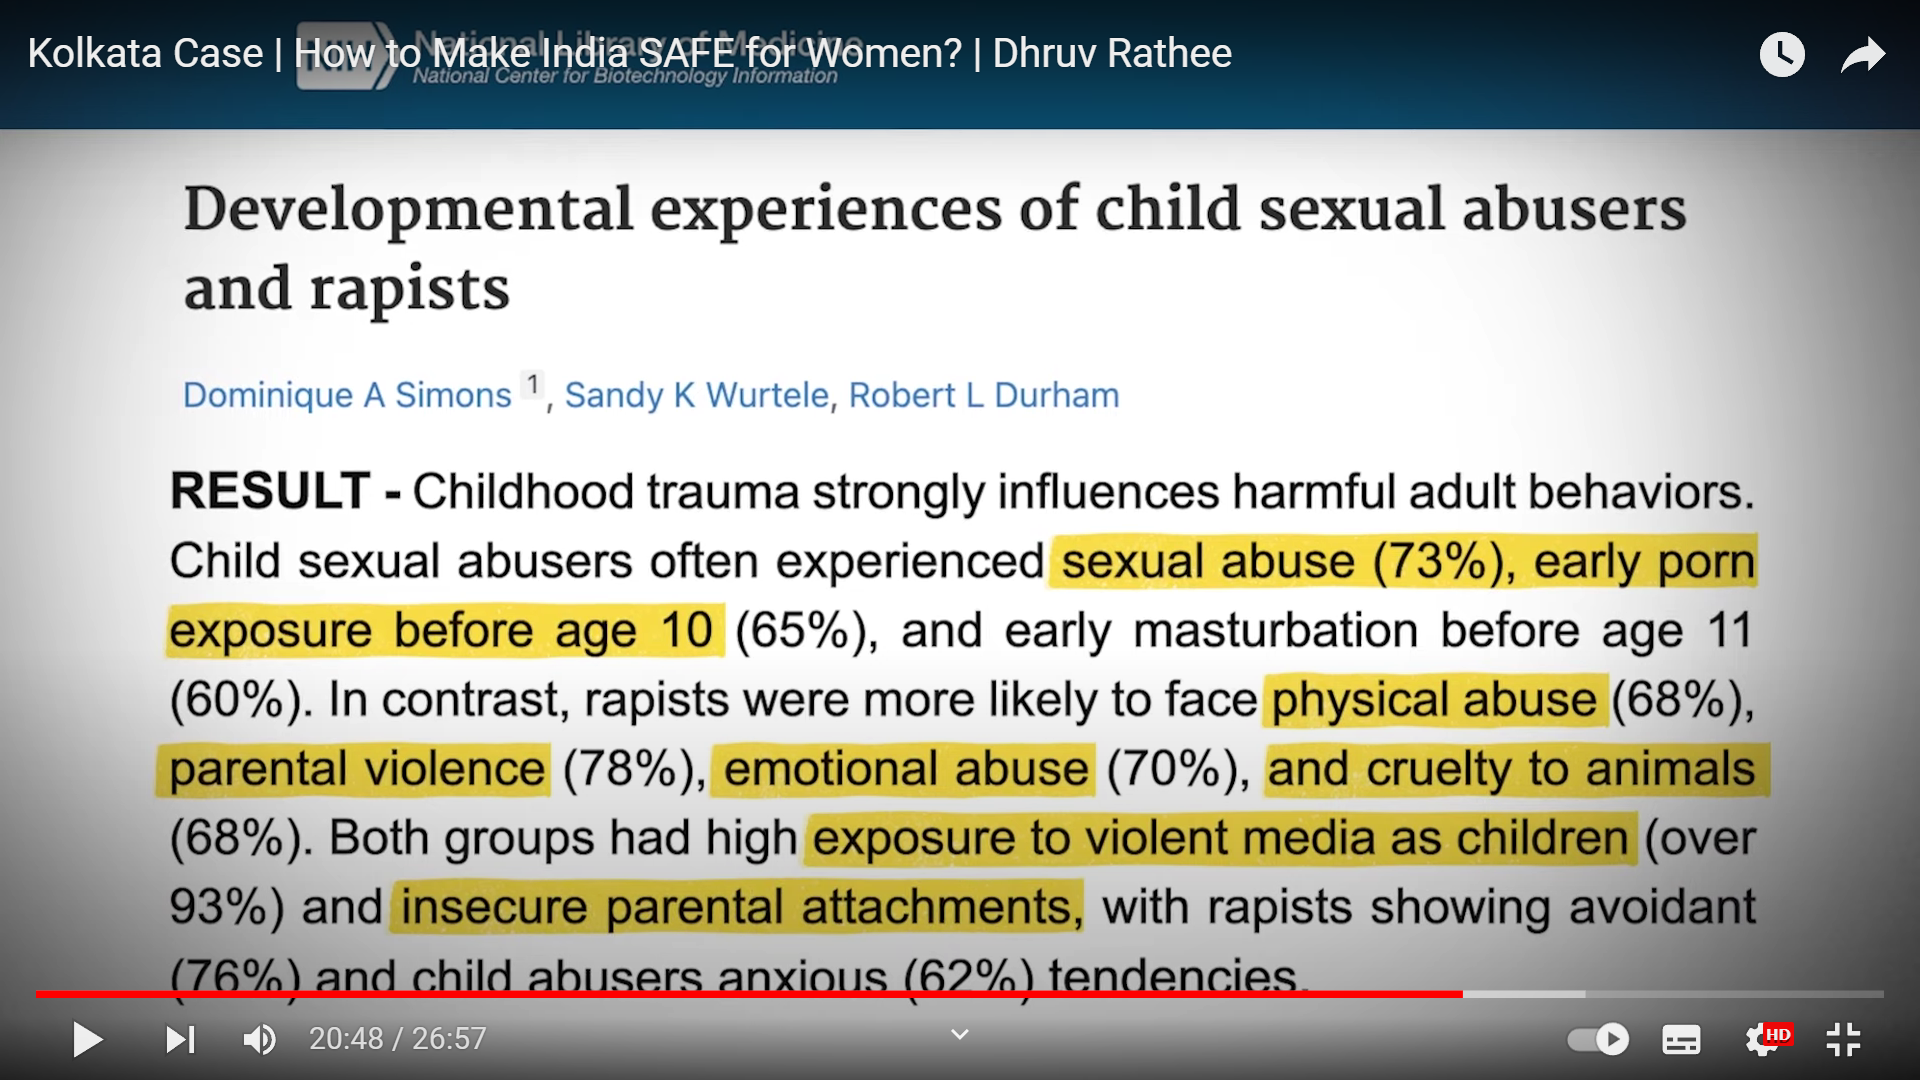 Kolkata Case | How to Make India SAFE for Women? | Dhruv Rathee
National Library of Medicine
National Center for Biotechnology Information
Developmental experiences of child sexual abusers
and rapists
Dominique A Simons 1, Sandy K Wurtele, Robert L Durham
RESULT - Childhood trauma strongly influences harmful adult behaviors.
Child sexual abusers often experienced sexual abuse (73%), early porn
exposure before age 10 (65%), and early masturbation before age 11
(60%). In contrast, rapists were more likely to face physical abuse (68%),
parental violence (78%), emotional abuse (70%), and cruelty to animals
(68%). Both groups had high exposure to violent media as children (over
93%) and insecure parental attachments, with rapists showing avoidant
(76%) and child abusers anxious (62%) tendencies.
20:48 / 26:57
HD